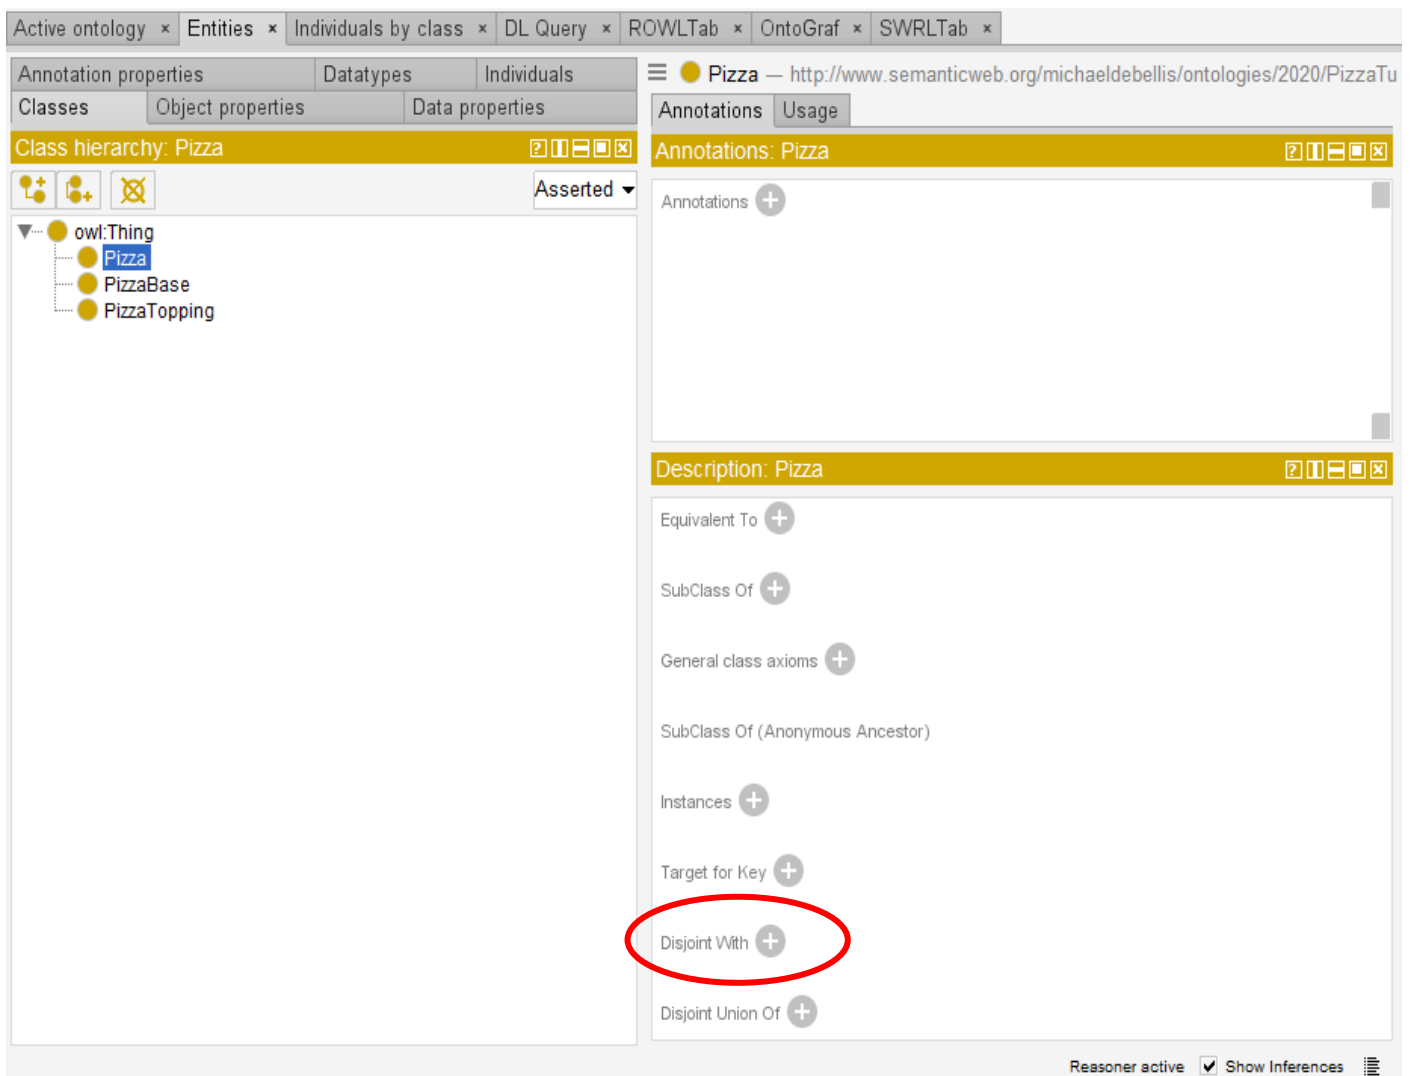 Active ontology × Entities × Individuals by class × DL Query × ROWLTab × OntoGraf × SWRLTab ×
Annotation properties Datatypes Individuals
Classes Object properties Data properties
Class hierarchy: Pizza
Asserted
owl:Thing
Pizza
PizzaBase
PizzaTopping
Pizza — http://www.semanticweb.org/michaeldebellis/ontologies/2020/PizzaTu
Annotations Usage
Annotations: Pizza
Annotations
Description: Pizza
Equivalent To
SubClass Of
General class axioms
SubClass Of (Anonymous Ancestor)
Instances
Target for Key
Disjoint With
Disjoint Union Of
Reasoner active Show Inferences